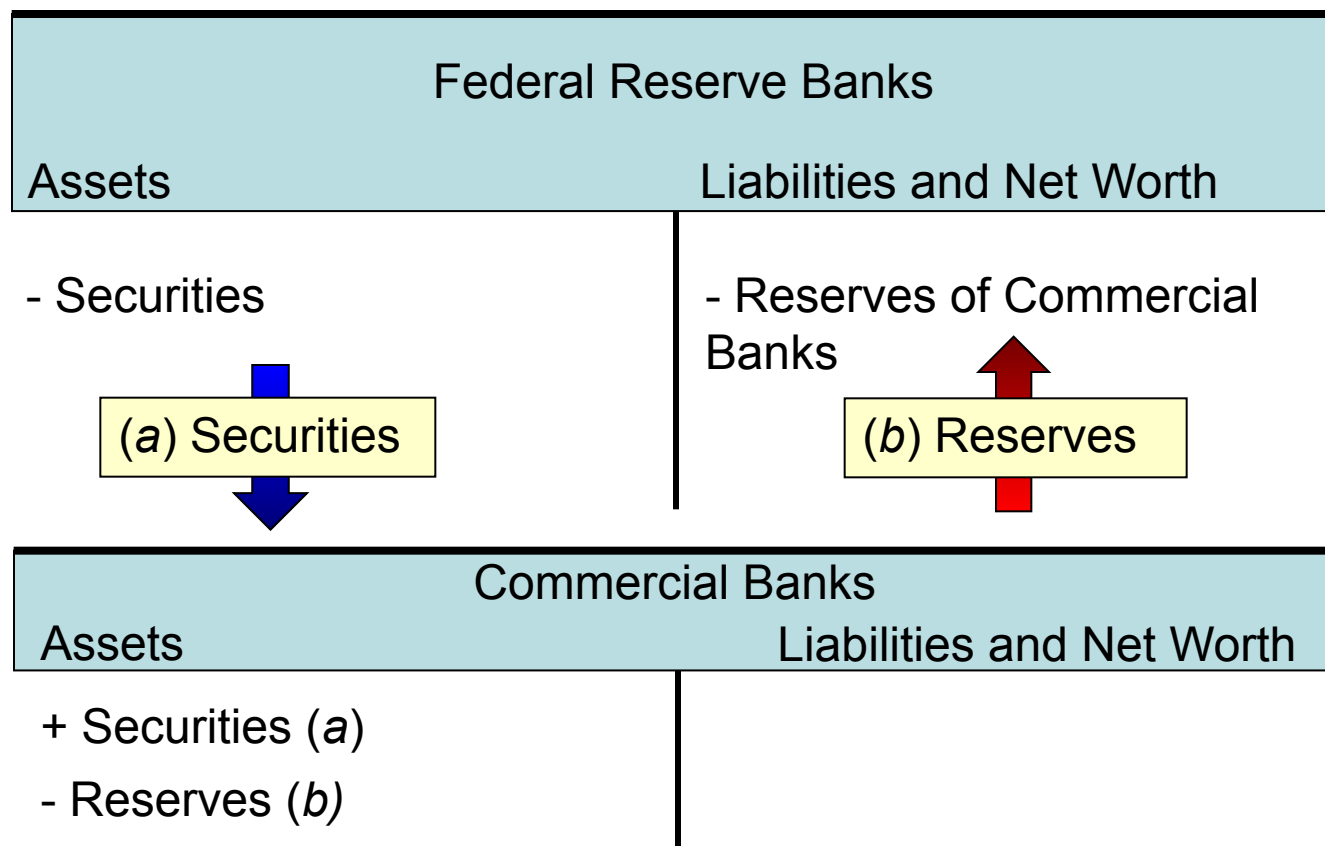 Federal Reserve Banks
Assets
Liabilities and Net Worth
- Securities
- Reserves of Commercial
Banks
(a) Securities
(b) Reserves
Commercial Banks
Assets
Liabilities and Net Worth
+ Securities (a)
- Reserves (b)